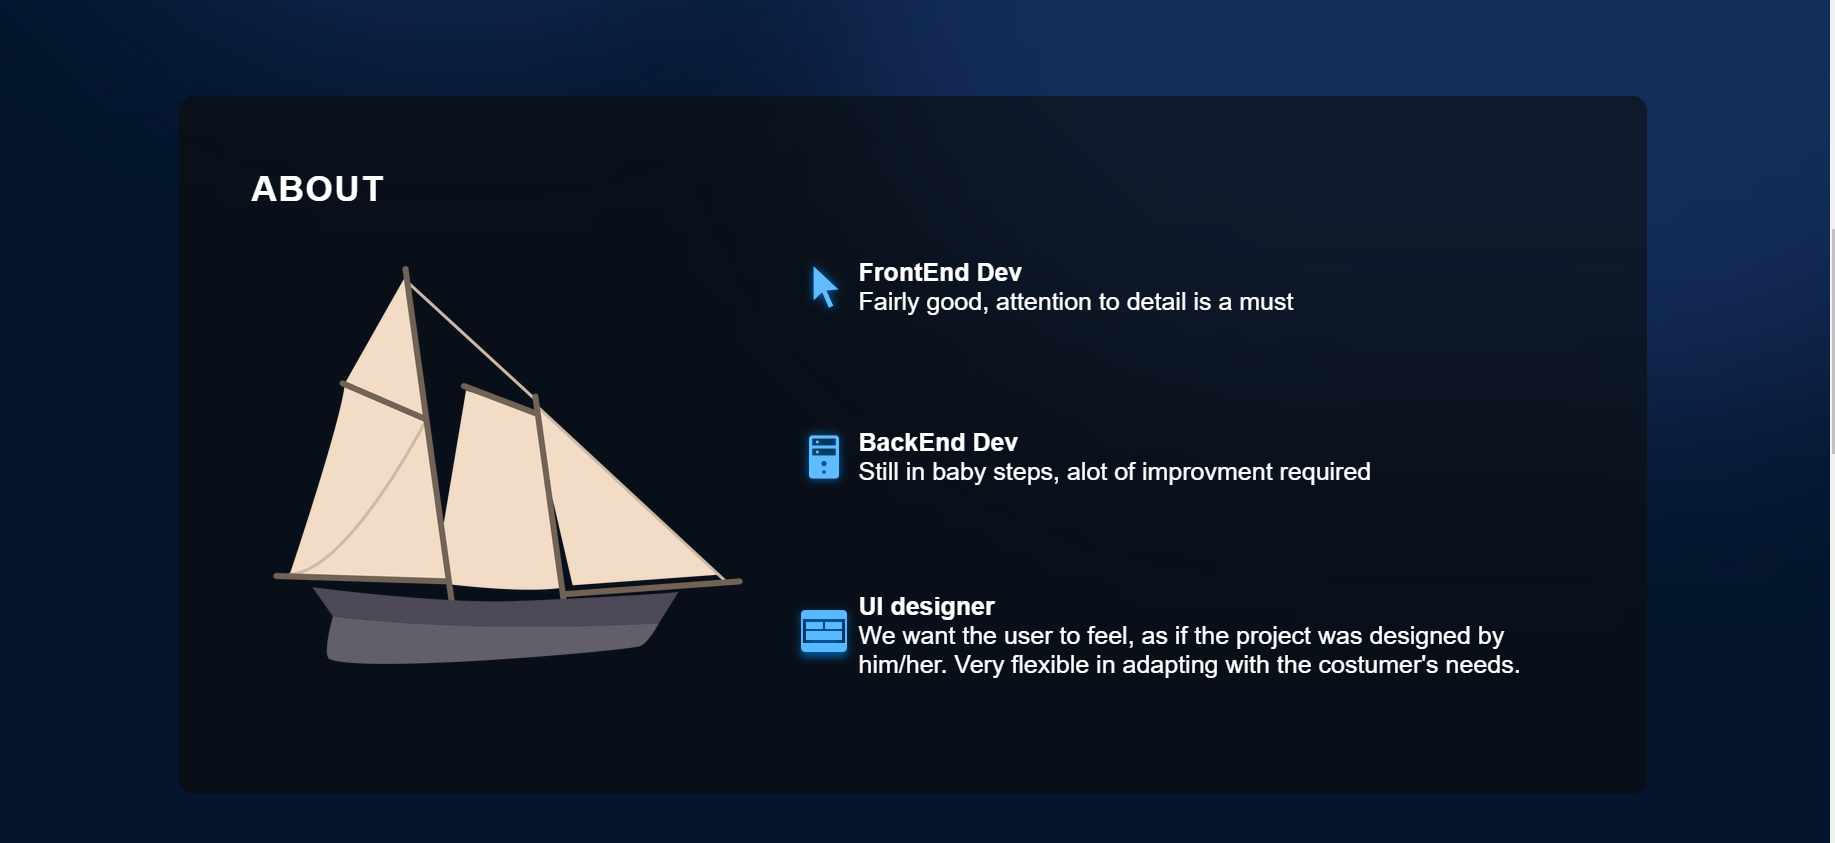 ABOUT
FrontEnd Dev
Fairly good, attention to detail is a must
BackEnd Dev
Still in baby steps, alot of improvment required
UI designer
We want the user to feel, as if the project was designed by
him/her. Very flexible in adapting with the costumer's needs.